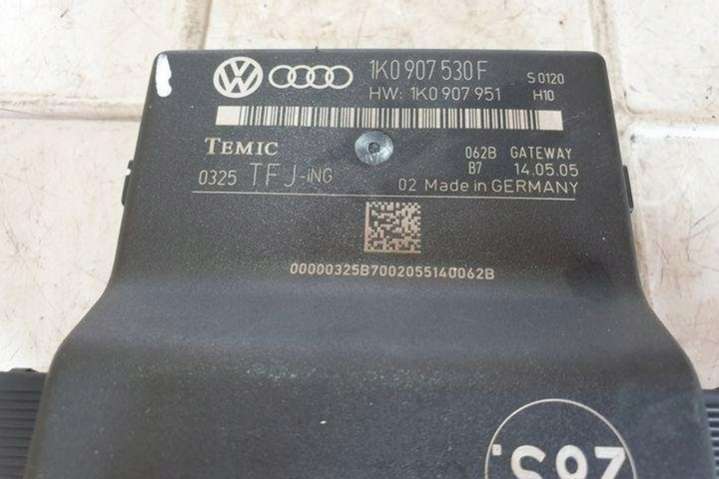 1K0 907 530 F
S 0120
HW: 1K0 907 951
H10
TEMIC
062B GATEWAY
B7 14.05.05
0325 TFJ-iNG
02 Made in GERMANY
00000325B7002055140062B